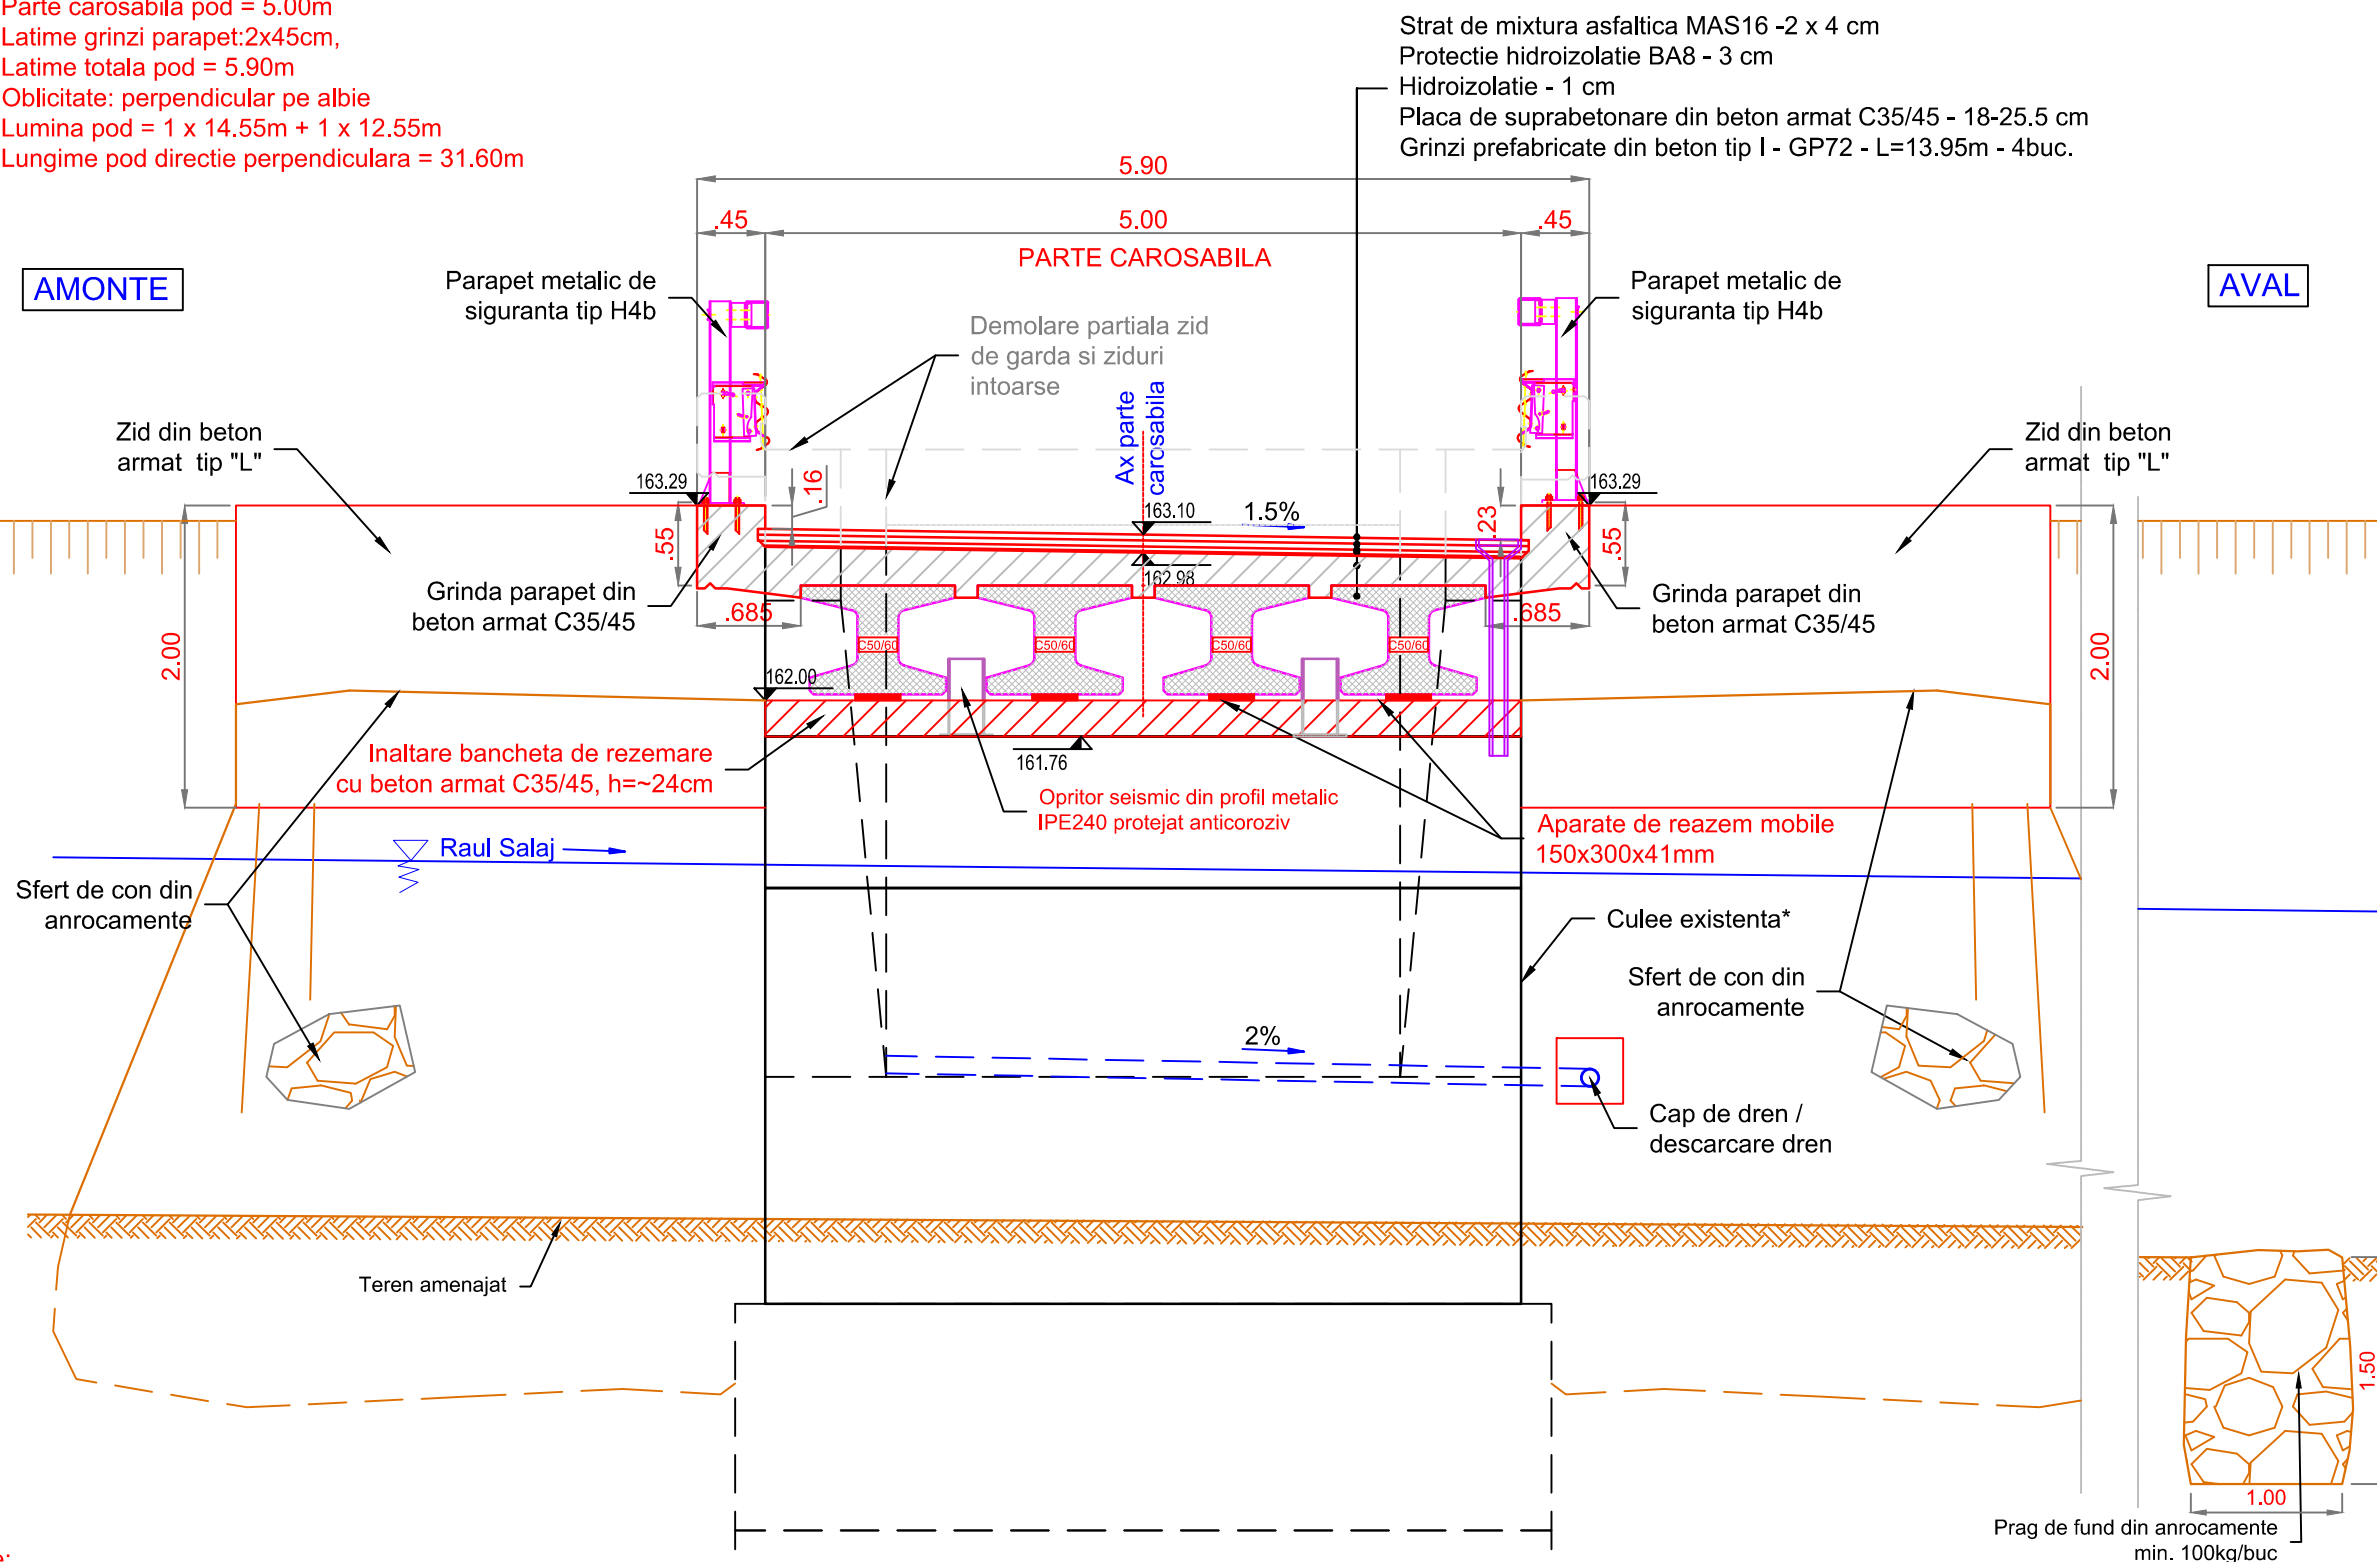 Parte carosabila pod = 5.00m
Latime grinzi parapet:2x45cm,
Latime totala pod = 5.90m
Oblicitate: perpendicular pe albie
Lumina pod = 1 x 14.55m + 1 x 12.55m
Lungime pod directie perpendiculara = 31.60m
Strat de mixtura asfaltica MAS16 -2 x 4 cm
Protectie hidroizolatie BA8 - 3 cm
Hidroizolatie - 1 cm
Placa de suprabetonare din beton armat C35/45 - 18-25.5 cm
Grinzi prefabricate din beton tip I - GP72 - L=13.95m - 4buc.
5.90
.45
5.00
.45
PARTE CAROSABILA
AMONTE
AVAL
Parapet metalic de
siguranta tip H4b
Parapet metalic de
siguranta tip H4b
Demolare partiala zid
de garda si ziduri
intoarse
Ax parte
carosabila
Zid din beton
armat tip "L"
Zid din beton
armat tip "L"
163.29
.16
163.10
1.5%
.23
163.29
.55
.55
162.98
Grinda parapet din
beton armat C35/45
Grinda parapet din
beton armat C35/45
.685
.685
C50/60
C50/60
C50/60
C50/60
2.00
2.00
162.00
Inaltare bancheta de rezemare
cu beton armat C35/45, h=~24cm
161.76
Opritor seismic din profil metalic
IPE240 protejat anticoroziv
Aparate de reazem mobile
150x300x41mm
Raul Salaj
Sfert de con din
anrocamente
Culee existenta*
Sfert de con din
anrocamente
2%
Cap de dren /
descarcare dren
Teren amenajat
1.50
1.00
Prag de fund din anrocamente
min. 100kg/buc